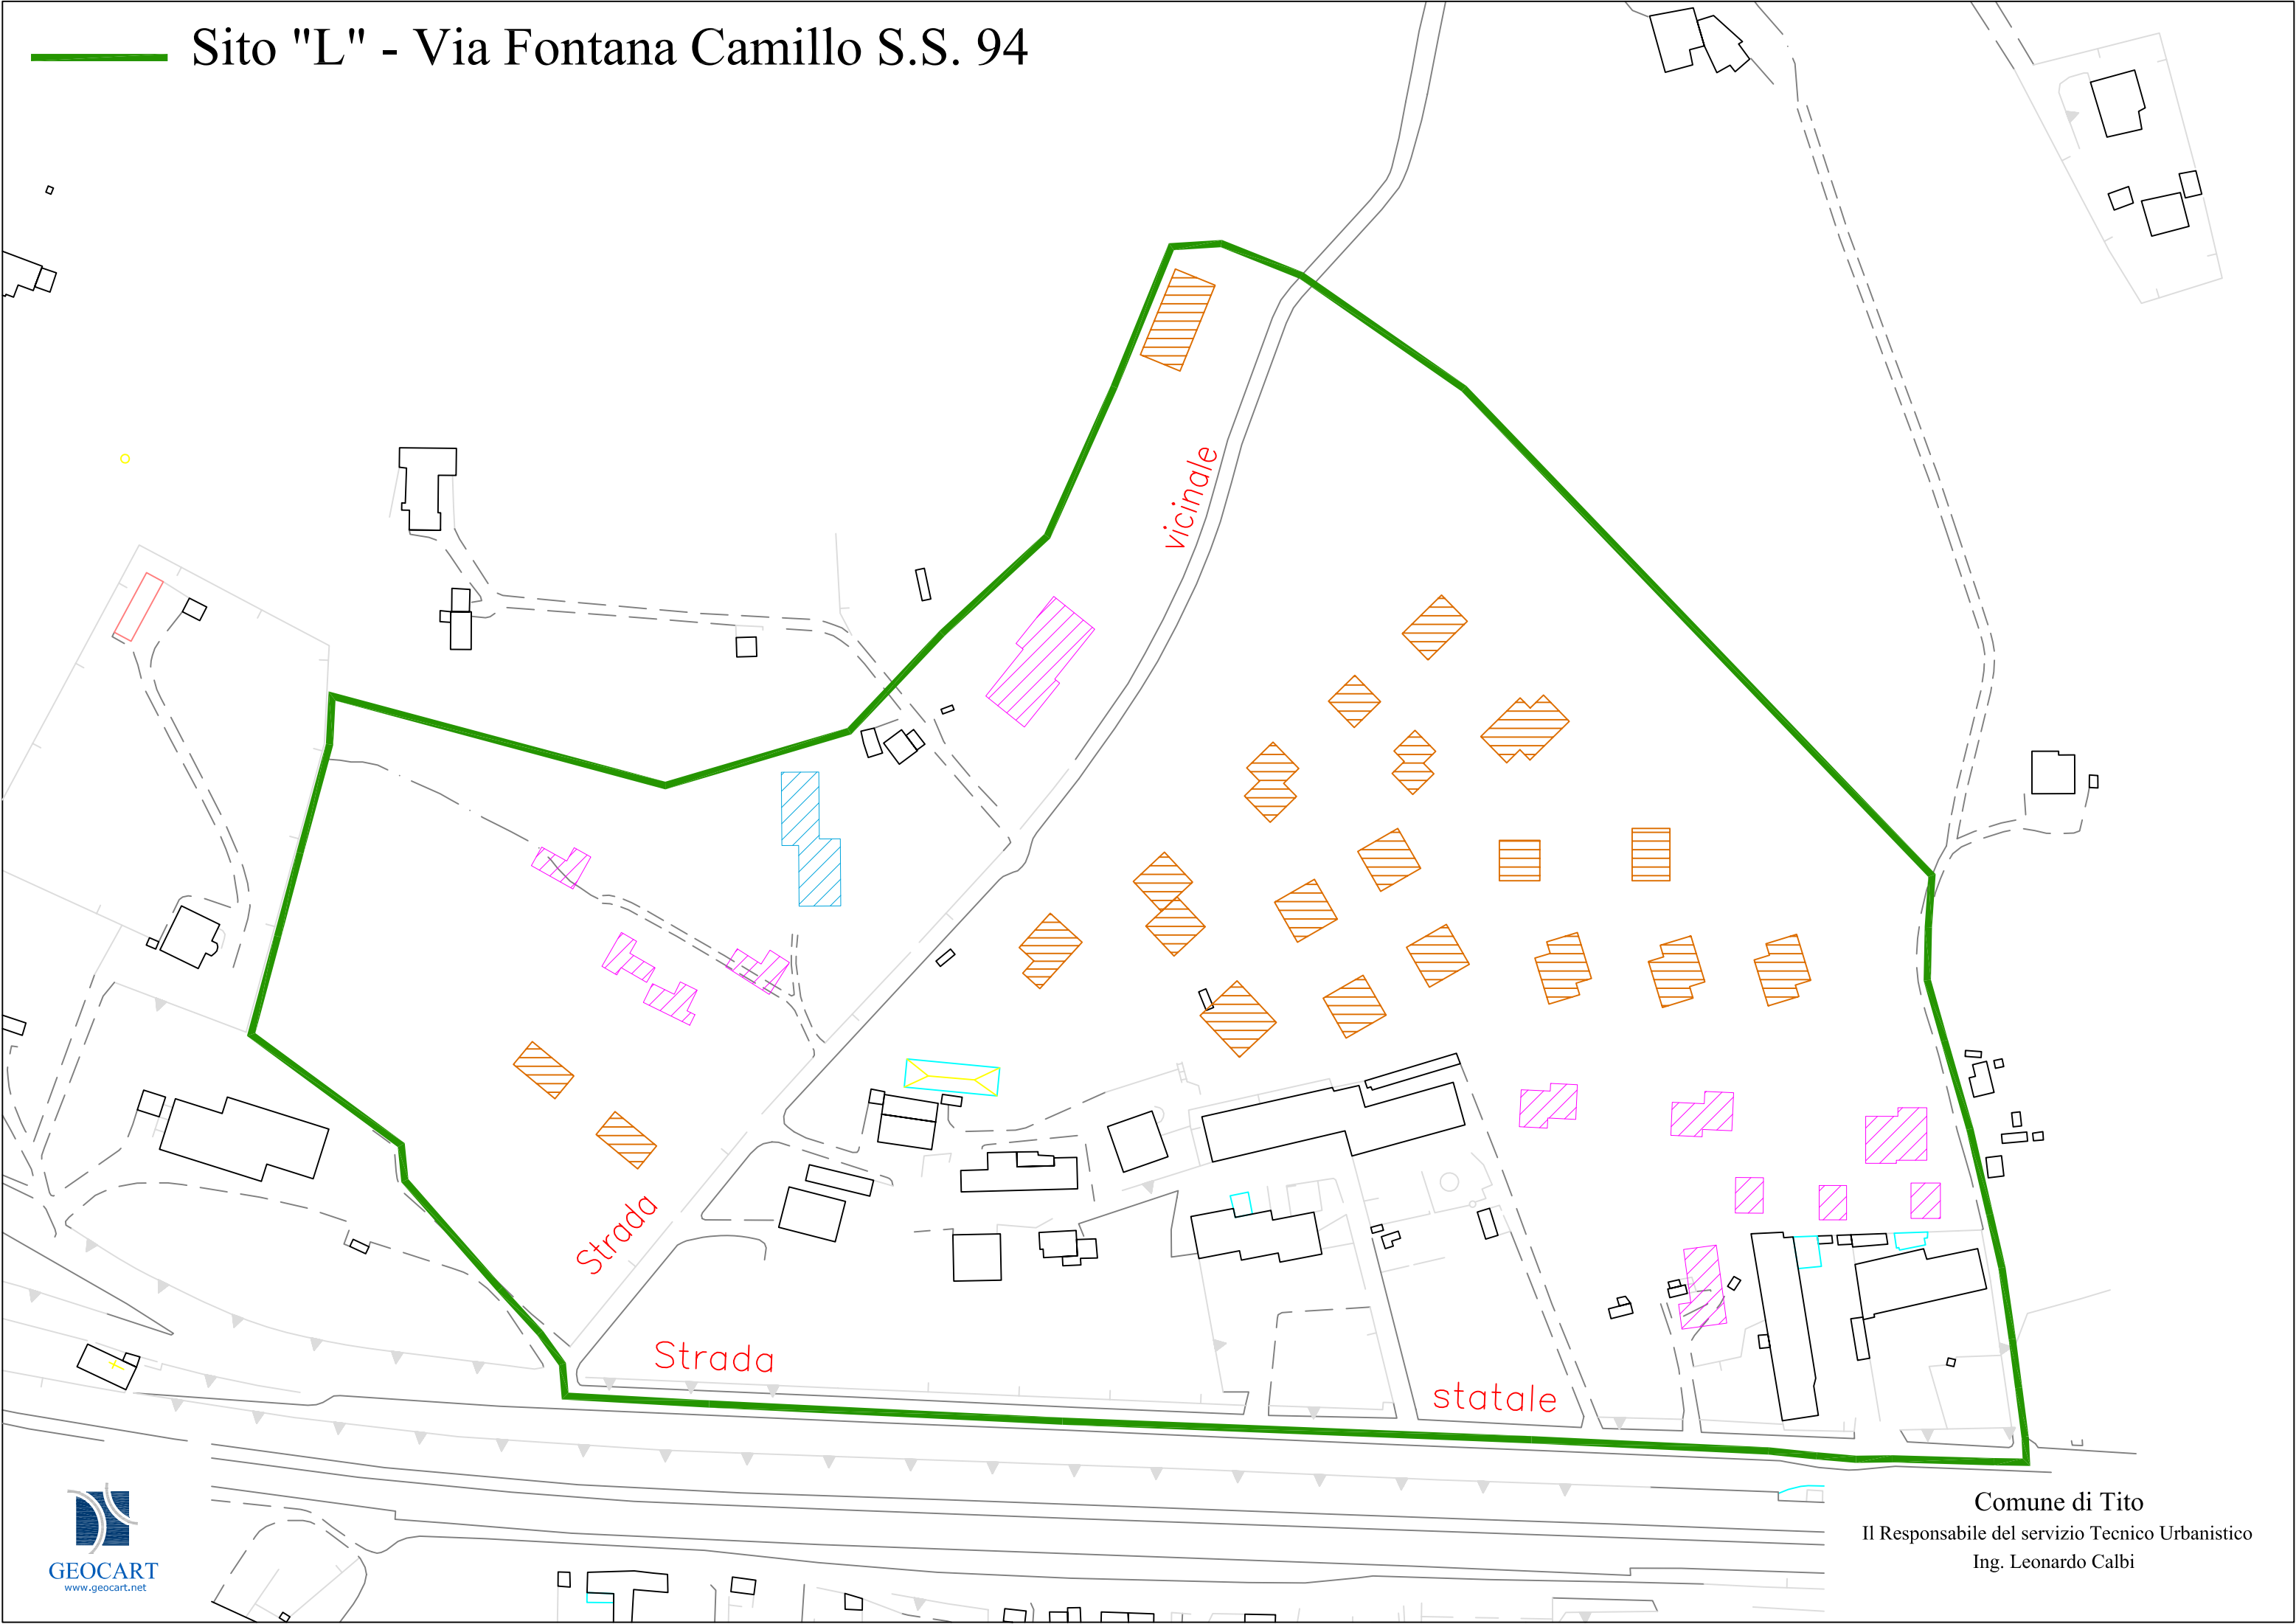 Sito "L" - Via Fontana Camillo S.S. 94
vicinale
Strada
Strada
statale
GEOCART
www.geocart.net
Comune di Tito
Il Responsabile del servizio Tecnico Urbanistico
Ing. Leonardo Calbi